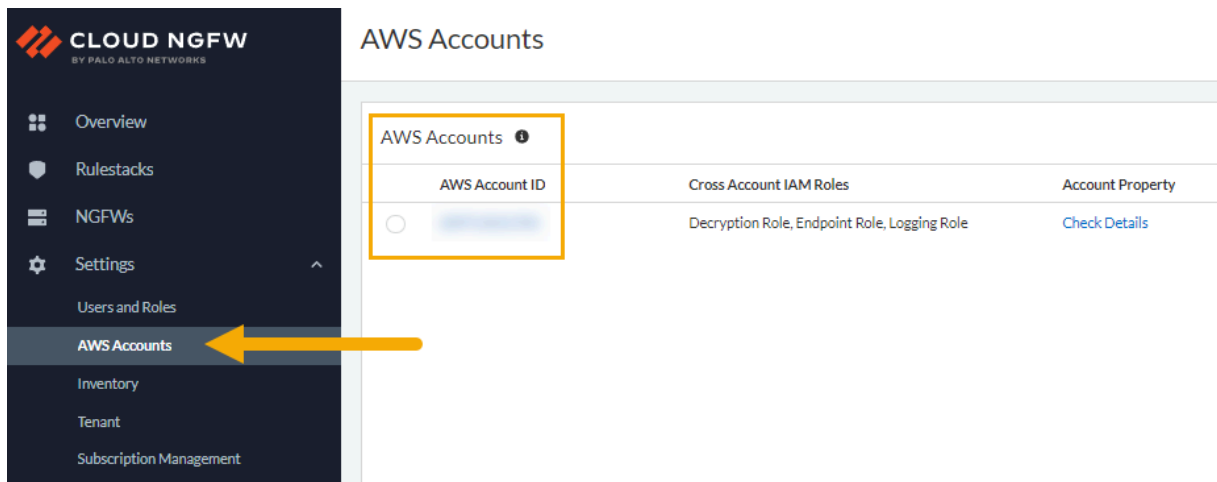 CLOUD NGFW
BY PALO ALTO NETWORKS
Overview
Rulestacks
NGFWs
Settings
Users and Roles
AWS Accounts
Inventory
Tenant
Subscription Management
AWS Accounts
AWS Accounts
AWS Account ID Cross Account IAM Roles Account Property
Decryption Role, Endpoint Role, Logging Role Check Details